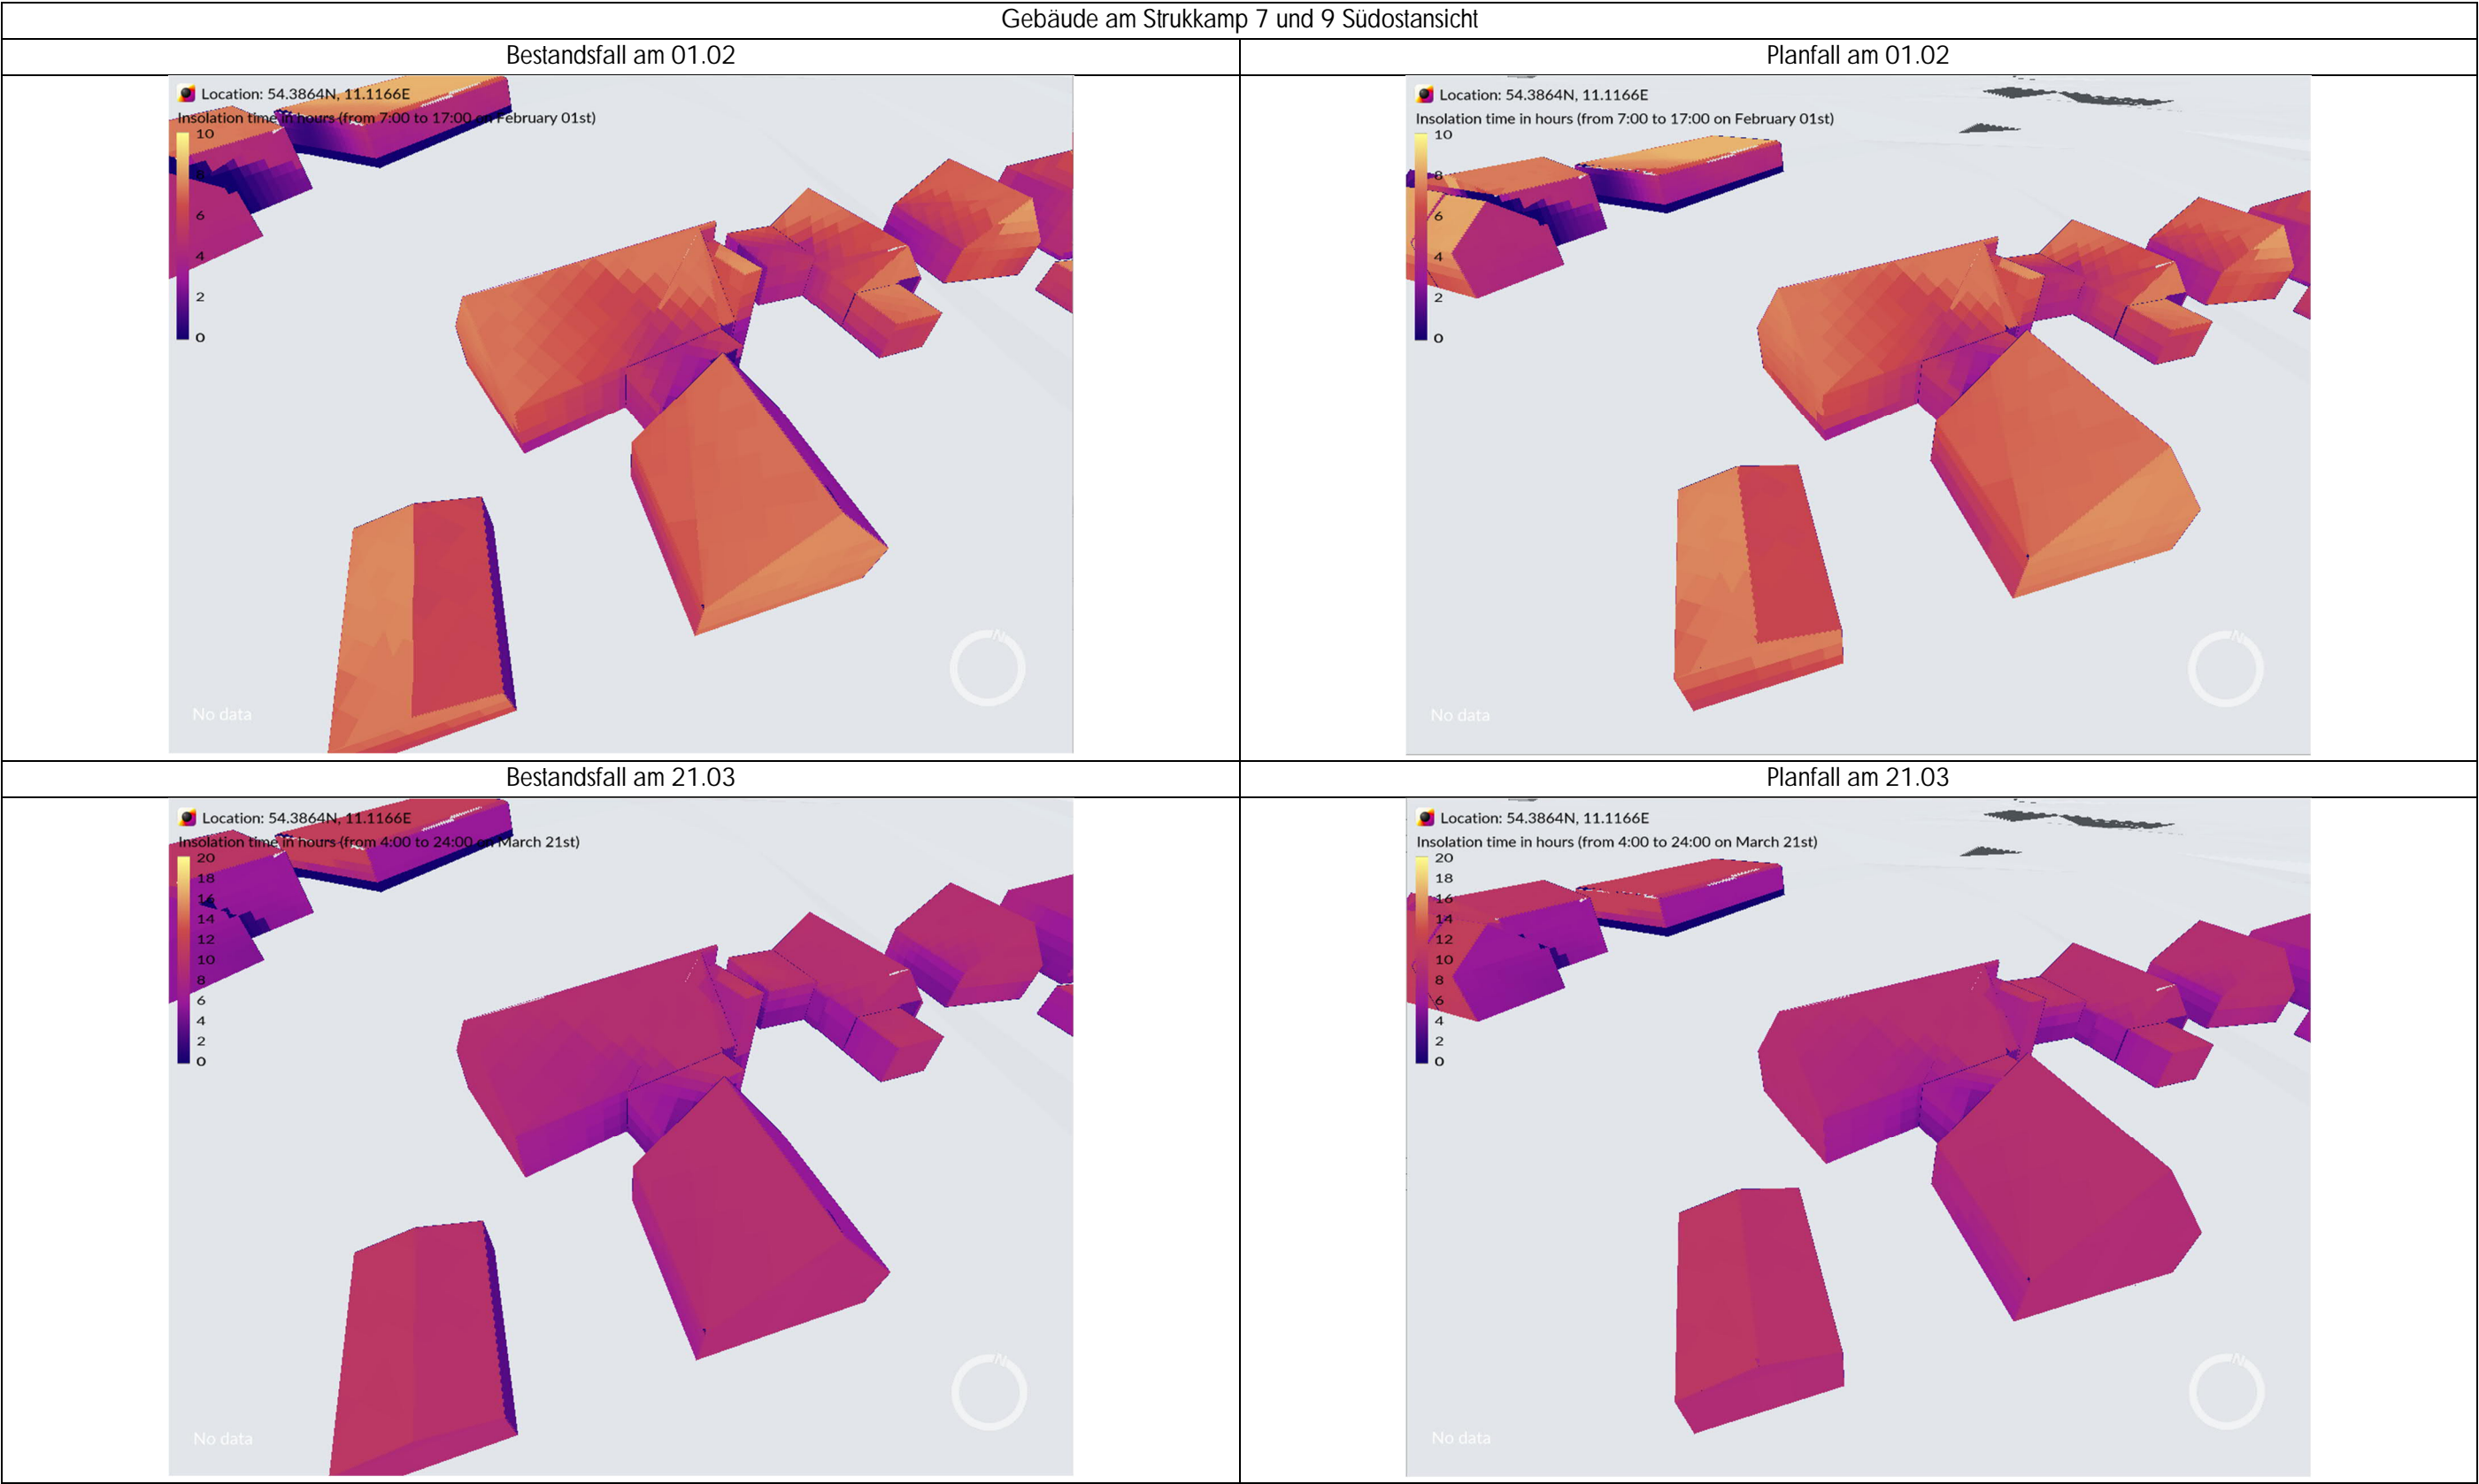 Gebäude am Strukkamp 7 und 9 Südostansicht
Bestandsfall am 01.02
Planfall am 01.02
Location: 54.3864N, 11.1166E
Insolation time in hours (from 7:00 to 17:00 on February 01st)
10
8
6
4
2
0
N
No data
Location: 54.3864N, 11.1166E
Insolation time in hours (from 7:00 to 17:00 on February 01st)
10
8
6
4
2
0
N
No data
Bestandsfall am 21.03
Planfall am 21.03
Location: 54.3864N, 11.1166E
Insolation time in hours (from 4:00 to 24:00 on March 21st)
20
18
16
14
12
10
8
6
4
2
0
N
No data
Location: 54.3864N, 11.1166E
Insolation time in hours (from 4:00 to 24:00 on March 21st)
20
18
16
14
12
10
8
6
4
2
0
N
No data